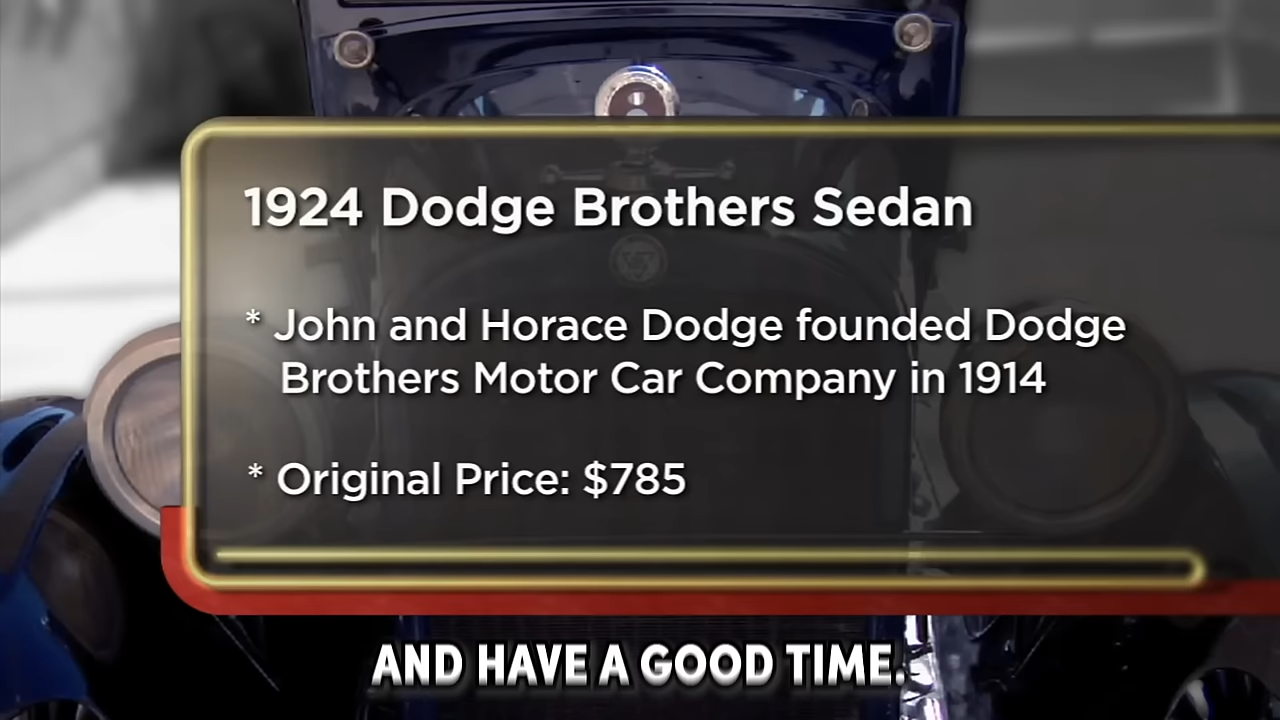 1924 Dodge Brothers Sedan
* John and Horace Dodge founded Dodge
Brothers Motor Car Company in 1914
* Original Price: $785
AND HAVE A GOOD TIME.